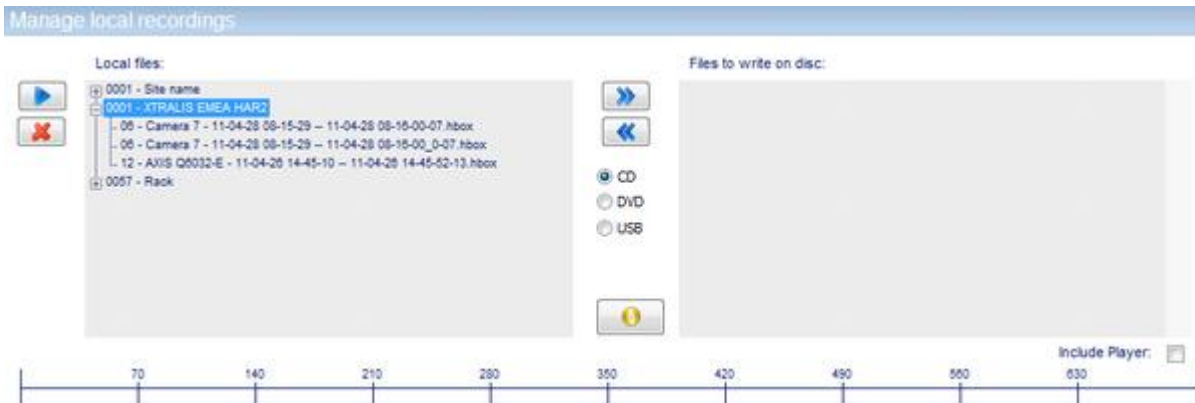 Manage local recordings
Local files:
Files to write on disc:
0001 - Site name
0001 - XTRALIS EMEA HAR2
06 - Camera 7 - 11-04-28 08-15-29 -- 11-04-28 08-16-00-07.hbox
06 - Camera 7 - 11-04-28 08-15-29 -- 11-04-28 08-16-00_0-07.hbox
12 - AXIS Q6032-E - 11-04-26 14-45-10 -- 11-04-26 14-45-52-13.hbox
0057 - Rack
CD
DVD
USB
Include Player:
70 140 210 280 350 420 490 560 630